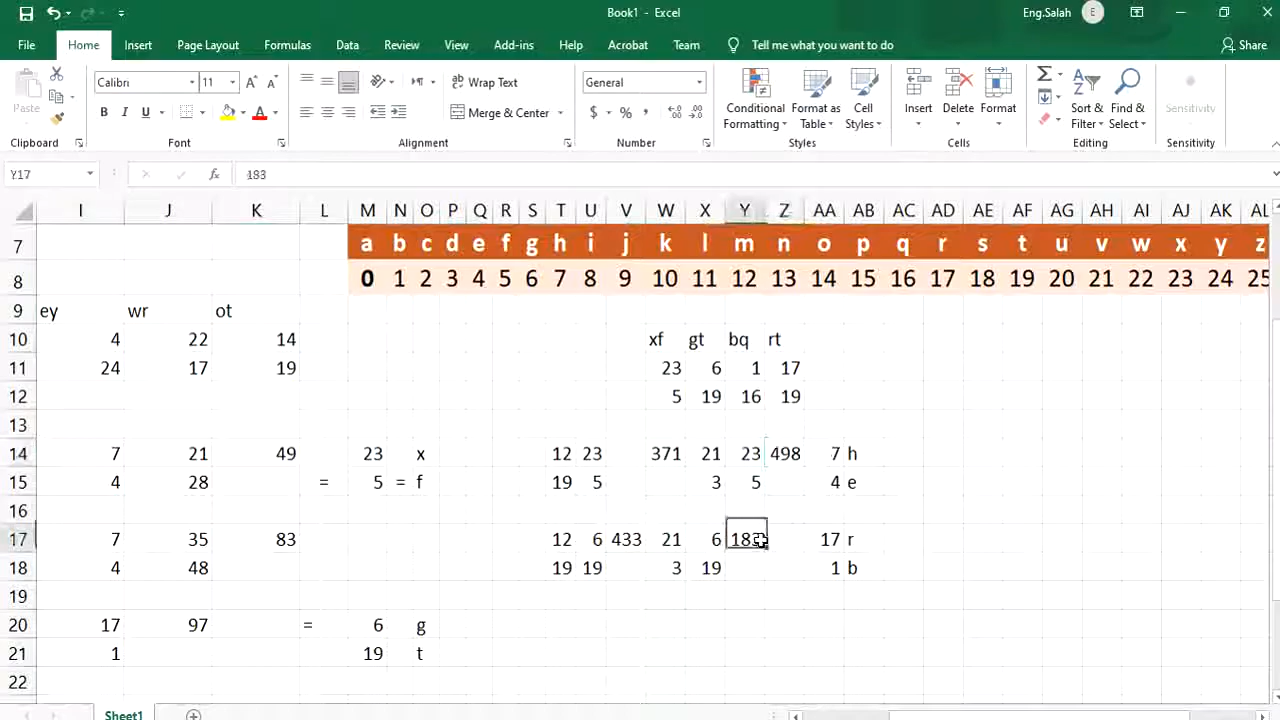 Book1 - Excel
Eng.Salah E
File Home Insert Page Layout Formulas Data Review View Add-ins Help Acrobat Team Tell me what you want to do Share
Paste Calibri 11 Wrap Text General Conditional Formatting Format as Table Cell Styles Insert Delete Format Sort & Filter Find & Select Sensitivity
B I U Merge & Center $ %
Clipboard Font Alignment Number Styles Cells Editing Sensitivity
Y17 fx 183
I J K L M N O P Q R S T U V W X Y Z AA AB AC AD AE AF AG AH AI AJ AK AL
7 a b c d e f g h i j k l m n o p q r s t u v w x y z
8 0 1 2 3 4 5 6 7 8 9 10 11 12 13 14 15 16 17 18 19 20 21 22 23 24 25
9 ey wr ot
10 4 22 14 xf gt bq rt
11 24 17 19 23 6 1 17
12 5 19 16 19
13
14 7 21 49 23 x 12 23 371 21 23 498 7 h
15 4 28 = 5 = f 19 5 3 5 4 e
16
17 7 35 83 12 6 433 21 6 183 17 r
18 4 48 19 19 3 19 1 b
19
20 17 97 = 6 g
21 1 19 t
22
Sheet1